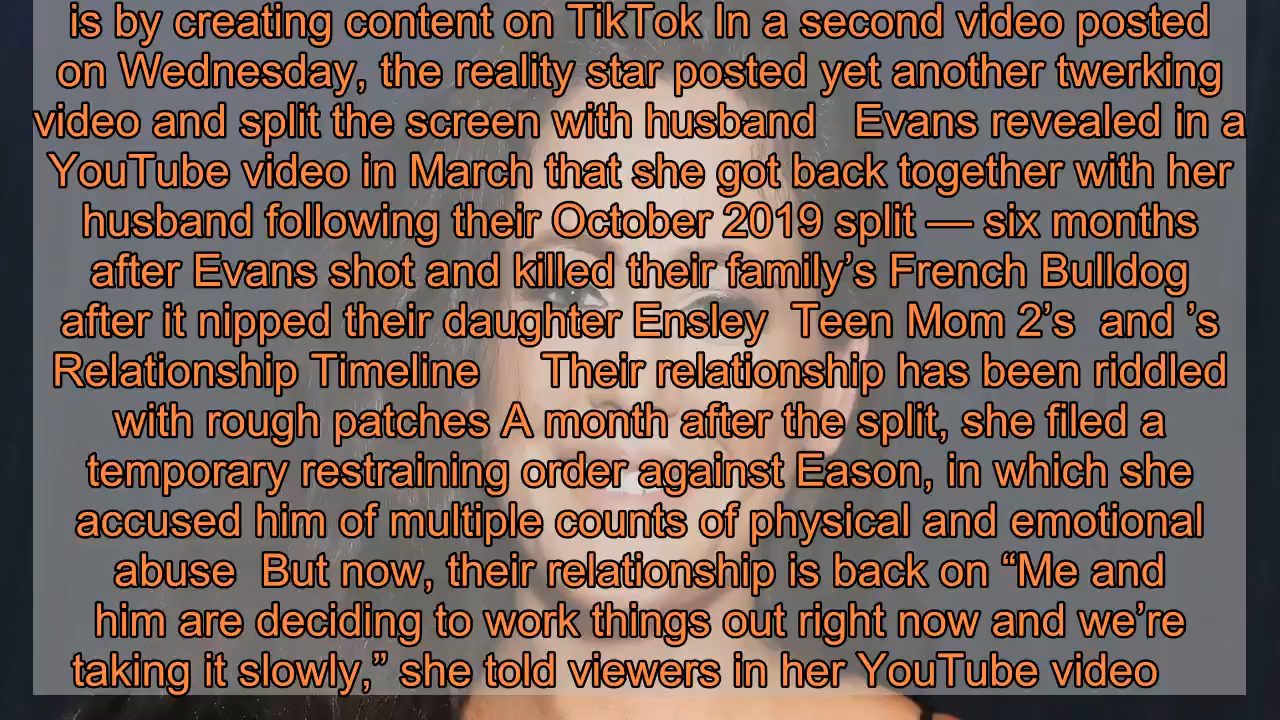 is by creating content on TikTok In a second video posted
on Wednesday, the reality star posted yet another twerking
video and split the screen with husband   Evans revealed in a
YouTube video in March that she got back together with her
husband following their October 2019 split — six months
after Evans shot and killed their family’s French Bulldog
after it nipped their daughter Ensley  Teen Mom 2’s  and ’s
Relationship Timeline      Their relationship has been riddled
with rough patches A month after the split, she filed a
temporary restraining order against Eason, in which she
accused him of multiple counts of physical and emotional
abuse  But now, their relationship is back on “Me and
him are deciding to work things out right now and we’re
taking it slowly,” she told viewers in her YouTube video